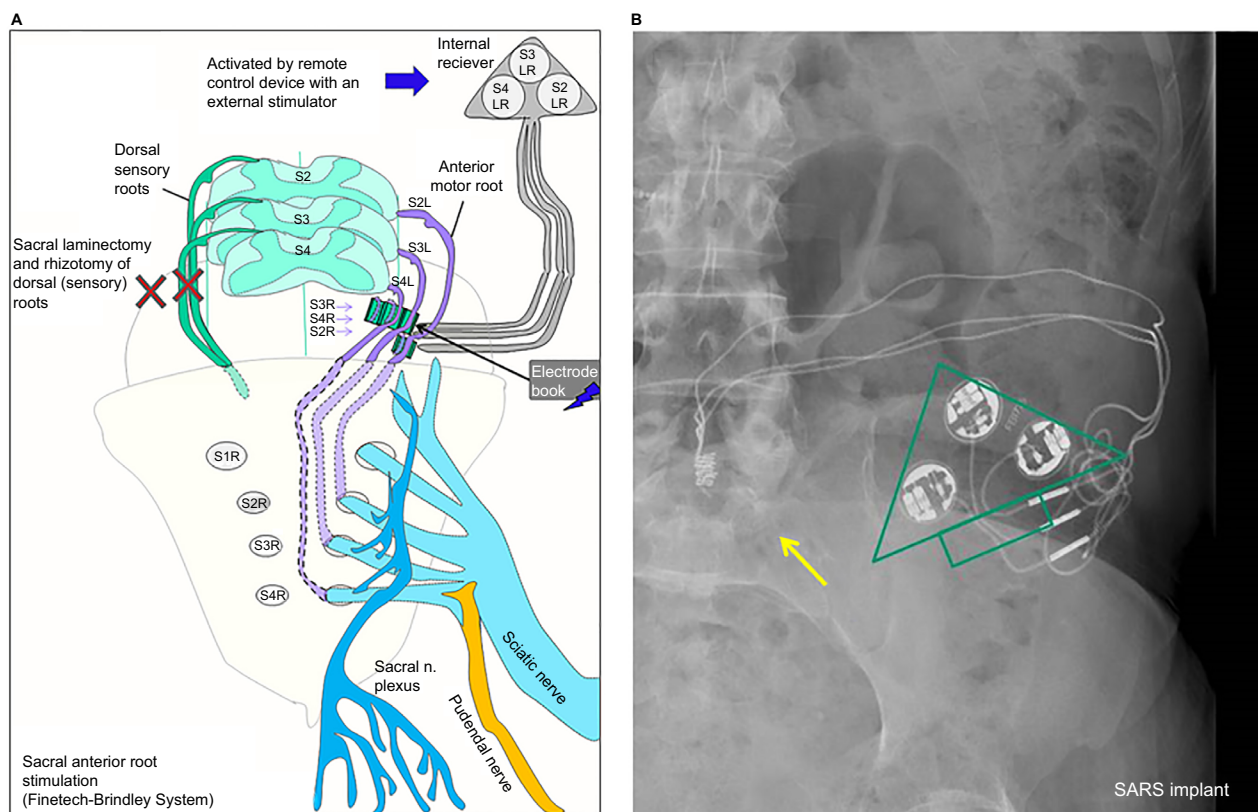 A
Activated by remote
control device with an
external stimulator
Internal
reciever
S3
LR
S4
LR
S2
LR
Dorsal
sensory
roots
Anterior
motor root
S2
S3
S4
S2L
S3L
S4L
Sacral laminectomy
and rhizotomy of
dorsal (sensory)
roots
S3R
S4R
S2R
Electrode
book
S1R
S2R
S3R
S4R
Sciatic nerve
Sacral n.
plexus
Pudendal nerve
Sacral anterior root
stimulation
(Finetech-Brindley System)
B
SARS implant